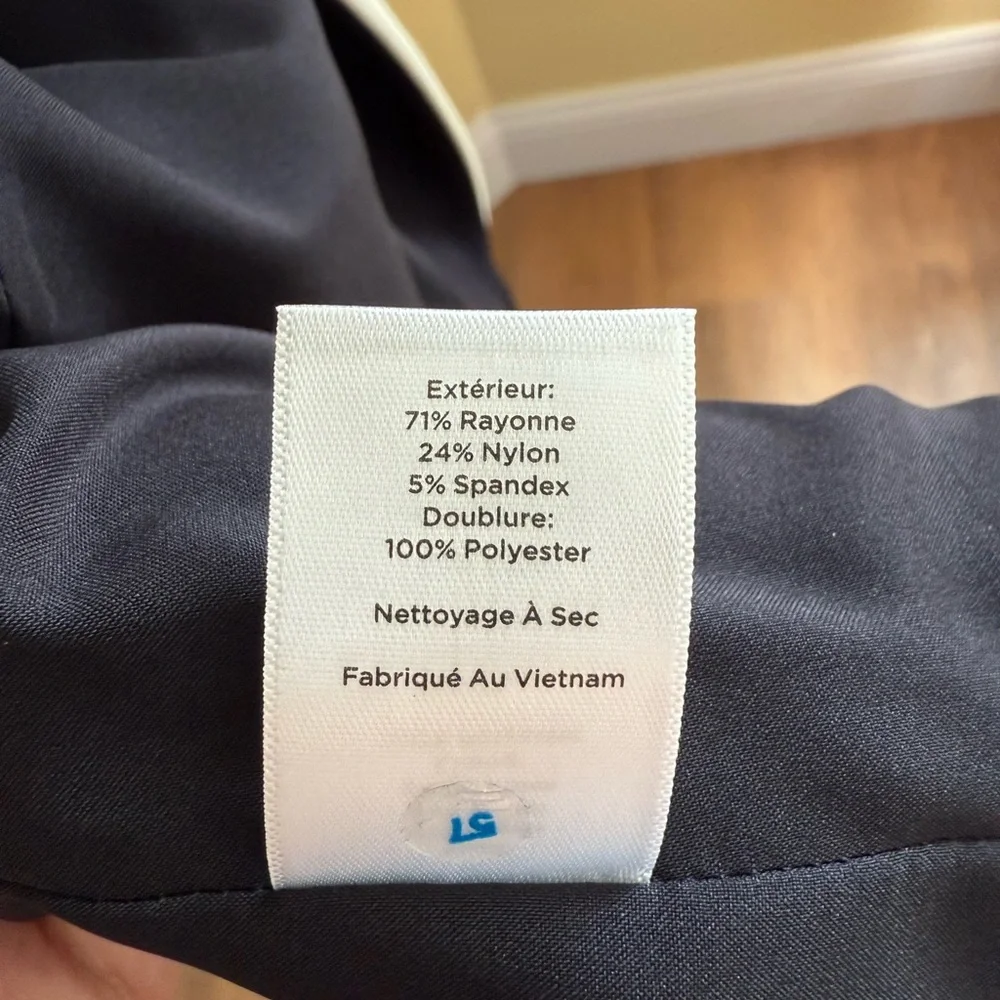 Extérieur:
71% Rayonne
24% Nylon
5% Spandex
Doublure:
100% Polyester
Nettoyage À Sec
Fabriqué Au Vietnam